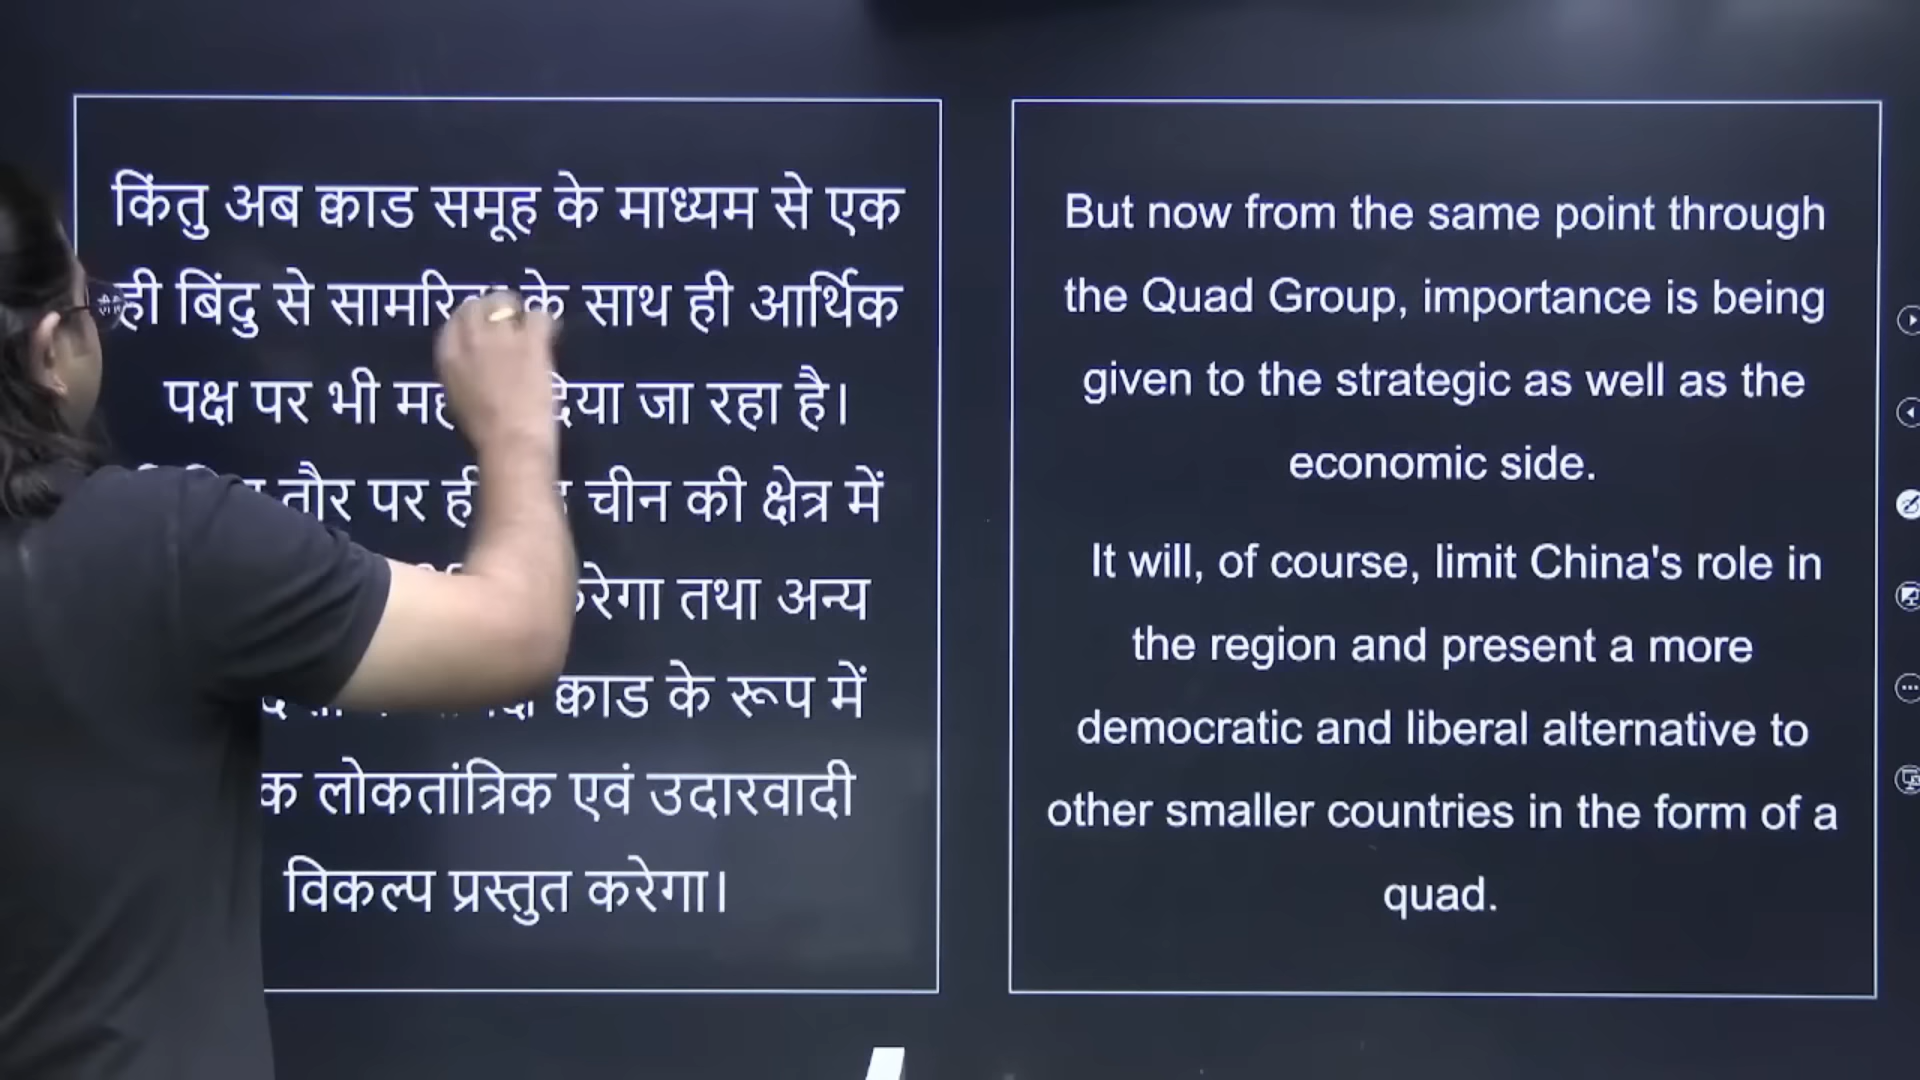 किंतु अब क्वाड समूह के माध्यम से एक
ही बिंदु से के साथ ही आर्थिक
पक्ष पर भी दिया जा रहा है।
तौर पर चीन की क्षेत्र में
तथा अन्य
क्वाड के रूप में
लोकतांत्रिक एवं उदारवादी
विकल्प प्रस्तुत करेगा।
But now from the same point through
the Quad Group, importance is being
given to the strategic as well as the
economic side.
It will, of course, limit China's role in
the region and present a more
democratic and liberal alternative to
other smaller countries in the form of a
quad.